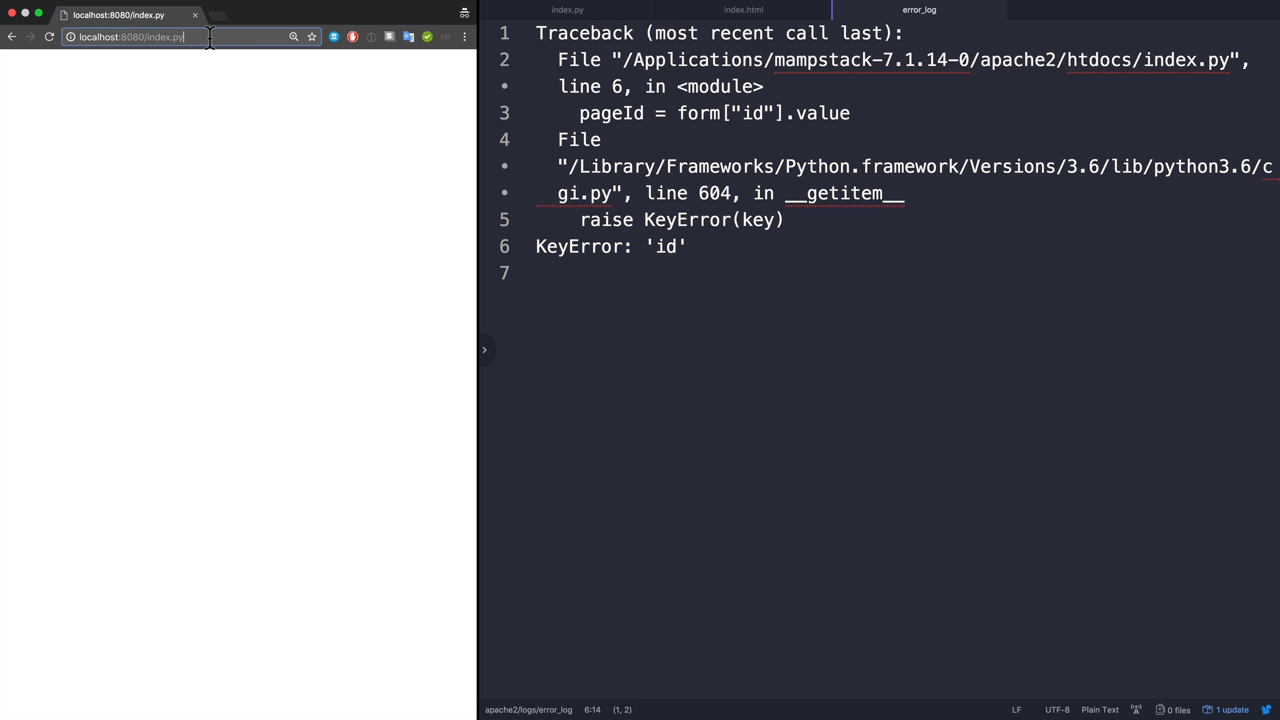 localhost:8080/index.py
localhost:8080/index.py
index.py
index.html
error_log
1 Traceback (most recent call last):
2 File "/Applications/mampstack-7.1.14-0/apache2/htdocs/index.py",
• line 6, in <module>
3 pageId = form["id"].value
4 File
• "/Library/Frameworks/Python.framework/Versions/3.6/lib/python3.6/c
• gi.py", line 604, in __getitem__
5 raise KeyError(key)
6 KeyError: 'id'
7
apache2/logs/error_log 6:14 (1, 2)
LF UTF-8 Plain Text 0 files 1 update